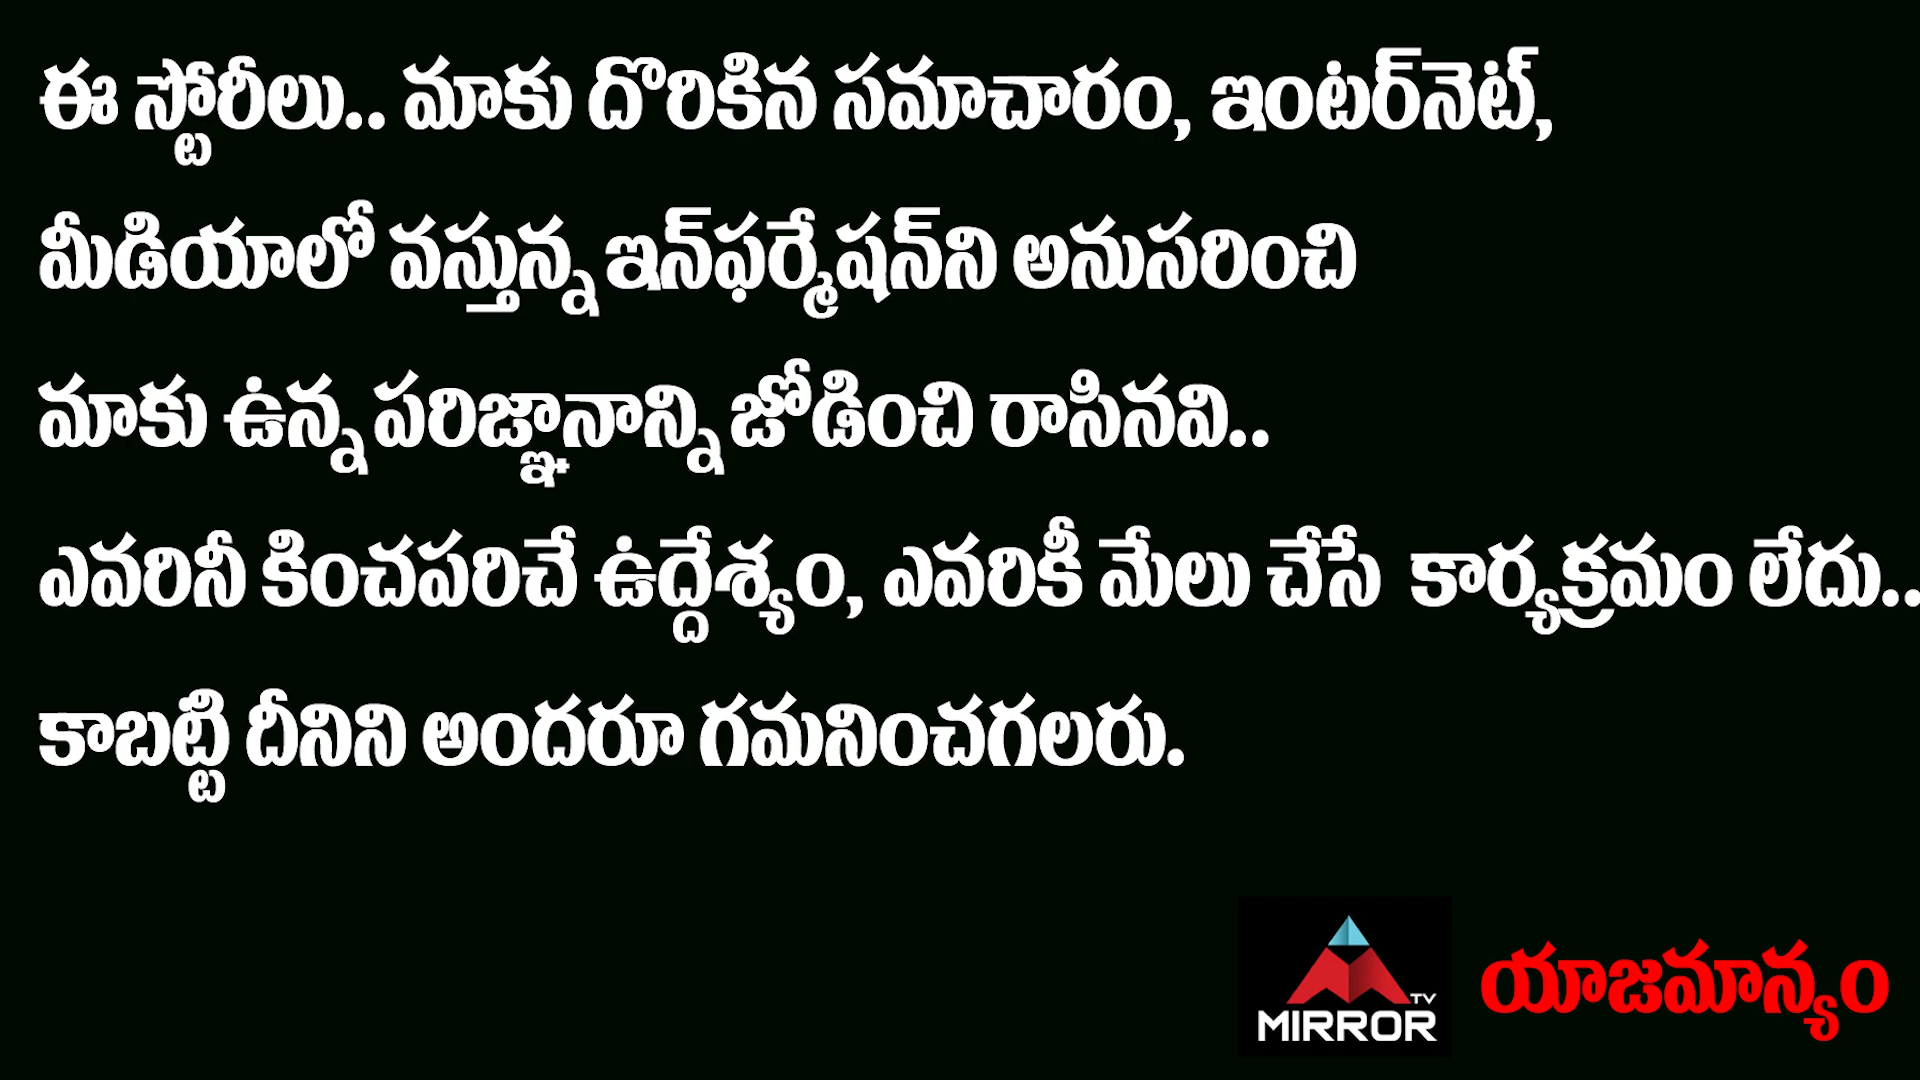 ఈ స్టోరీలు.. మాకు దొరికిన సమాచారం, ఇంటర్‌నెట్,
మీడియాలో వస్తున్న ఇన్‌ఫర్మేషన్‌ని అనుసరించి
మాకు ఉన్న పరిజ్ఞానాన్ని జోడించి రాసినవి..
ఎవరినీ కించపరిచే ఉద్దేశ్యం, ఎవరికీ మేలు చేసే కార్యక్రమం లేదు..
కాబట్టి దీనిని అందరూ గమనించగలరు.
TV
MIRROR
యాజమాన్యం